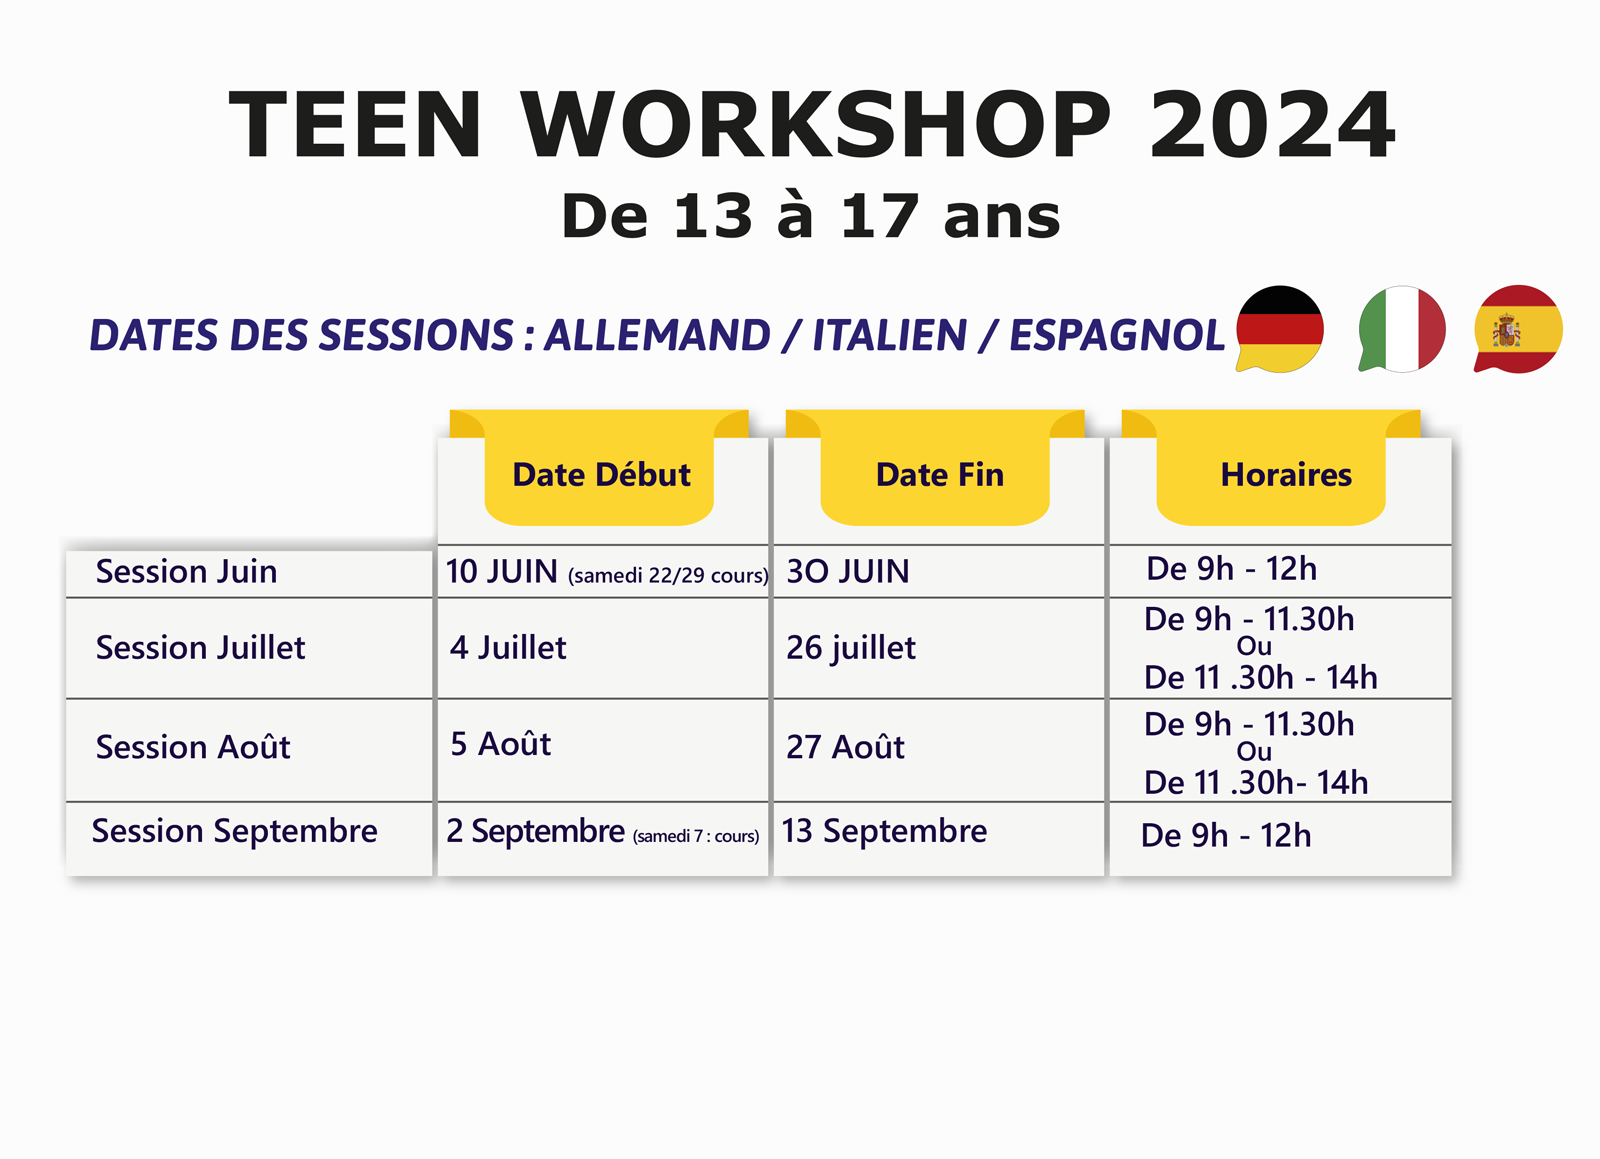 TEEN WORKSHOP 2024
De 13 à 17 ans
DATES DES SESSIONS : ALLEMAND / ITALIEN / ESPAGNOL
Date Début
Date Fin
Horaires
Session Juin
10 JUIN (samedi 22/29 cours)
3O JUIN
De 9h - 12h
Session Juillet
4 Juillet
26 juillet
De 9h - 11.30h
Ou
De 11 .30h - 14h
Session Août
5 Août
27 Août
De 9h - 11.30h
Ou
De 11 .30h- 14h
Session Septembre
2 Septembre (samedi 7 : cours)
13 Septembre
De 9h - 12h